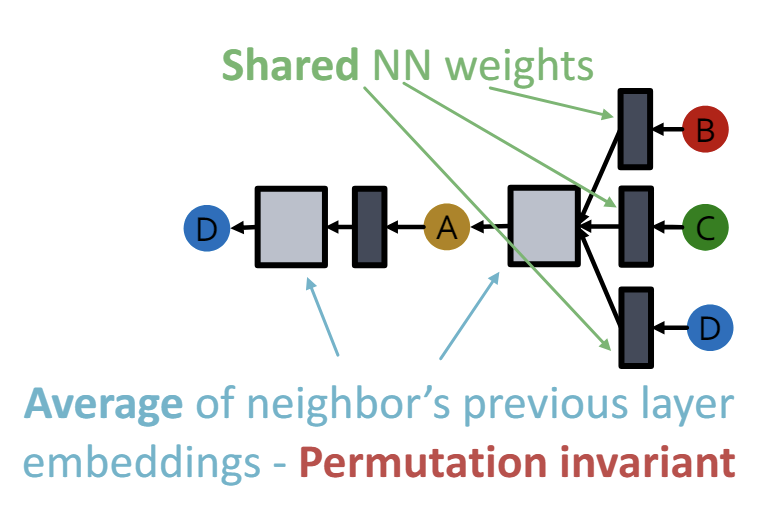 Shared NN weights
B
D A C
D
Average of neighbor's previous layer
embeddings - Permutation invariant